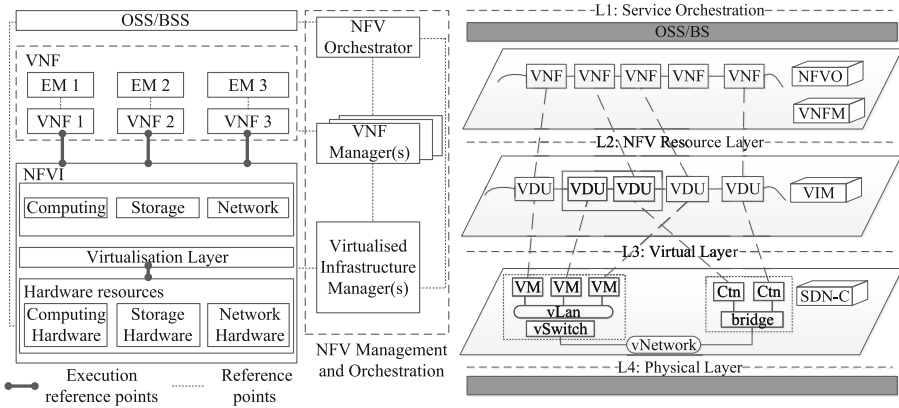 OSS/BSS
VNF
EM 1
EM 2
EM 3
VNF 1
VNF 2
VNF 3
NFVI
Computing
Storage
Network
Virtualisation Layer
Hardware resources
Computing
Hardware
Storage
Hardware
Network
Hardware
Execution
reference points
Reference
points
NFV
Orchestrator
VNF
Manager(s)
Virtualised
Infrastructure
Manager(s)
NFV Management
and Orchestration
L1: Service Orchestration
OSS/BS
VNF VNF VNF VNF VNF
NFVO
VNFM
L2: NFV Resource Layer
VDU VDU VDU VDU VDU
VIM
L3: Virtual Layer
VM VM VM
Ctn Ctn
SDN-C
vLan
vSwitch
bridge
vNetwork
L4: Physical Layer